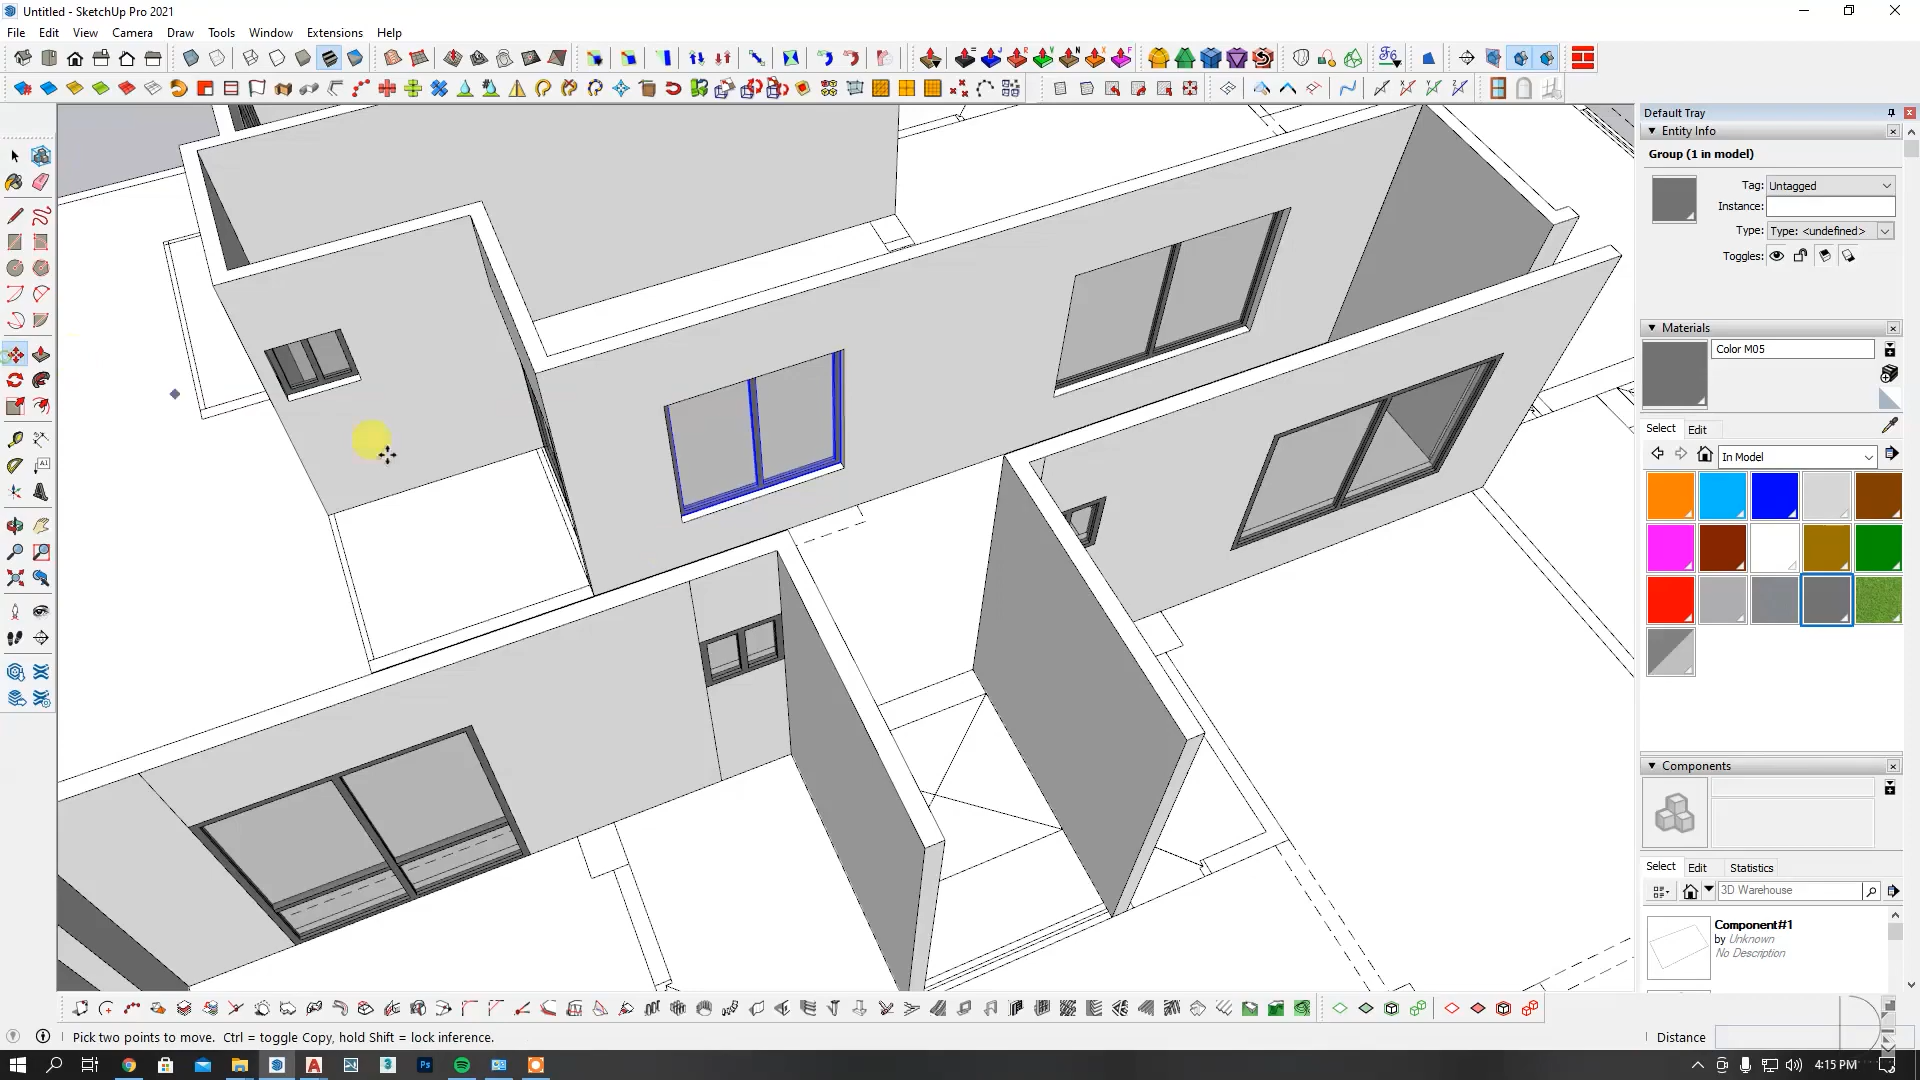 Untitled - SketchUp Pro 2021
File Edit View Camera Draw Tools Window Extensions Help
Default Tray
Entity Info
Group (1 in model)
Tag: Untagged
Instance:
Type: Type: <undefined>
Toggles:
Materials
Color M05
Select Edit
In Model
Components
Select Edit Statistics
3D Warehouse
Component#1
by Unknown
No Description
Pick two points to move. Ctrl = toggle Copy, hold Shift = lock inference.
Distance
4:15 PM